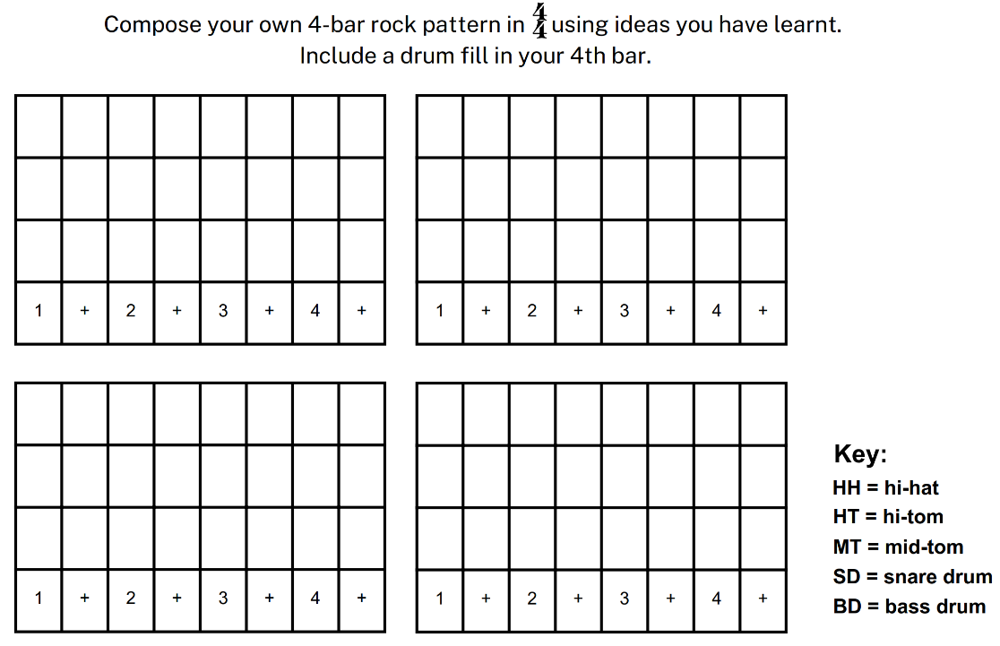 Compose your own 4-bar rock pattern in 4/4 using ideas you have learnt.
Include a drum fill in your 4th bar.
1 + 2 + 3 + 4 +
1 + 2 + 3 + 4 +
1 + 2 + 3 + 4 +
1 + 2 + 3 + 4 +
Key:
HH = hi-hat
HT = hi-tom
MT = mid-tom
SD = snare drum
BD = bass drum